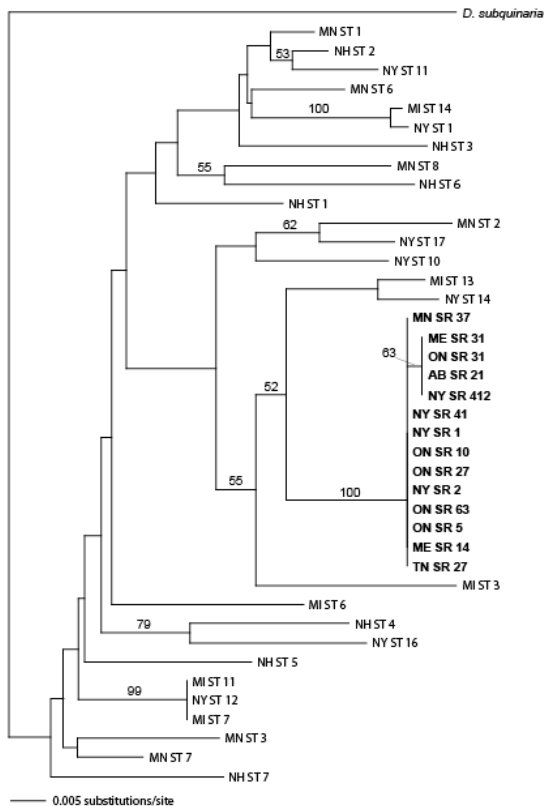 D. subquinaria
MN ST 1
53
NH ST 2
NY ST 11
MN ST 6
100
MI ST 14
NY ST 1
NH ST 3
55
MN ST 8
NH ST 6
NH ST 1
62
MN ST 2
NY ST 17
NY ST 10
MI ST 13
NY ST 14
MN SR 37
ME SR 31
63
ON SR 31
AB SR 21
52
NY SR 412
NY SR 41
NY SR 1
ON SR 10
ON SR 27
55
100
NY SR 2
ON SR 63
ON SR 5
ME SR 14
TN SR 27
MI ST 3
MI ST 6
79
NH ST 4
NY ST 16
NH ST 5
MI ST 11
99
NY ST 12
MI ST 7
MN ST 3
MN ST 7
NH ST 7
0.005 substitutions/site